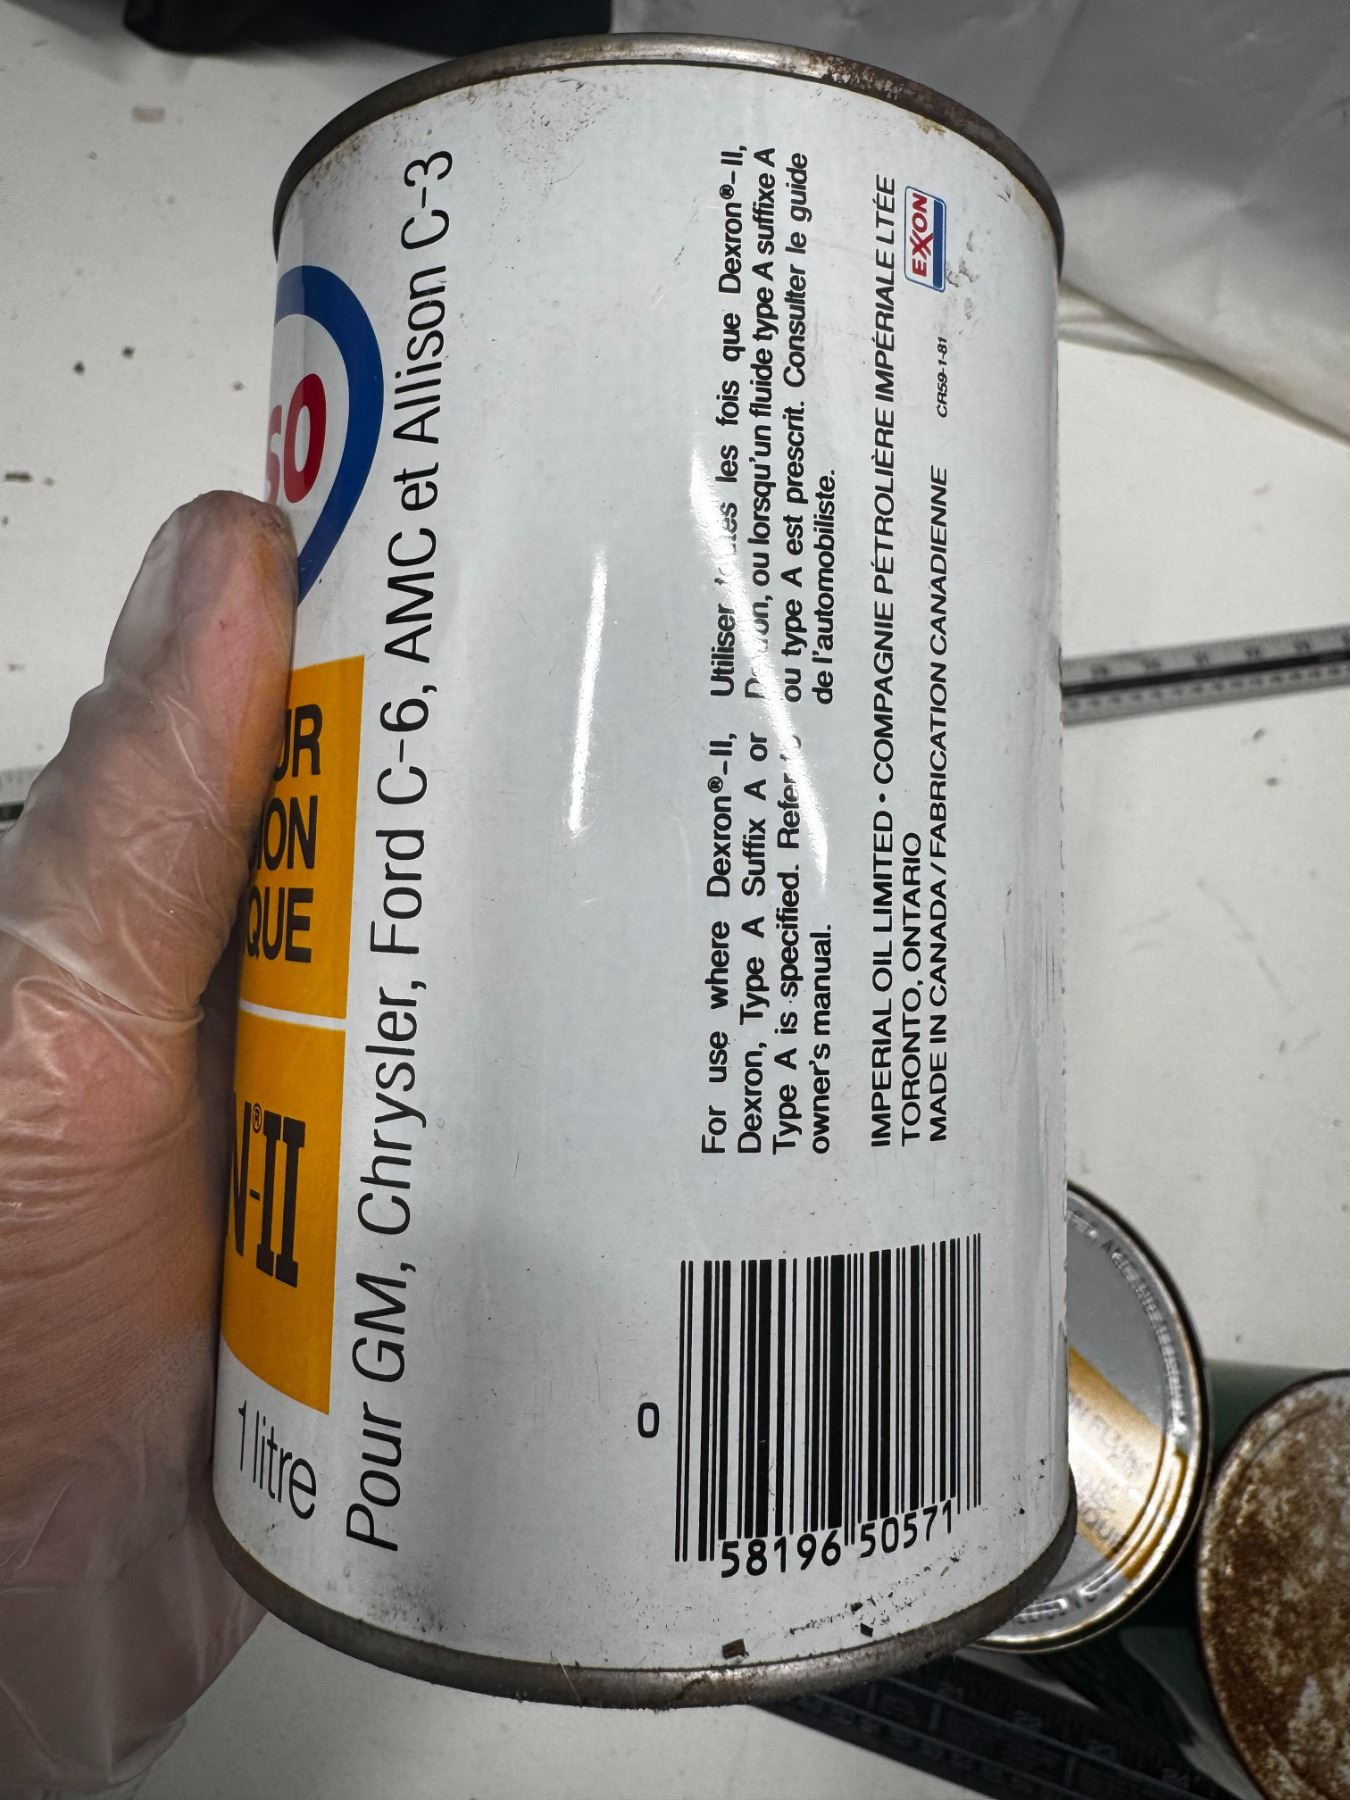 SO
UR
ION
QUE
N®-II
1 litre
Pour GM, Chrysler, Ford C-6, AMC et Allison C-3
For use where Dexron®-II,
Dexron, Type A Suffix A or
Type A is specified. Refer
owner's manual.
Utiliser les fois que Dexron®-II,
ou lorsqu'un fluide type A suffixe A
ou type A est prescrit. Consulter le guide
de l'automobiliste.
IMPERIAL OIL LIMITED • COMPAGNIE PÉTROLIÈRE IMPÉRIALE LTÉE
TORONTO, ONTARIO
MADE IN CANADA/FABRICATION CANADIENNE
CR59-1-81
EXXON
0
58196 50571